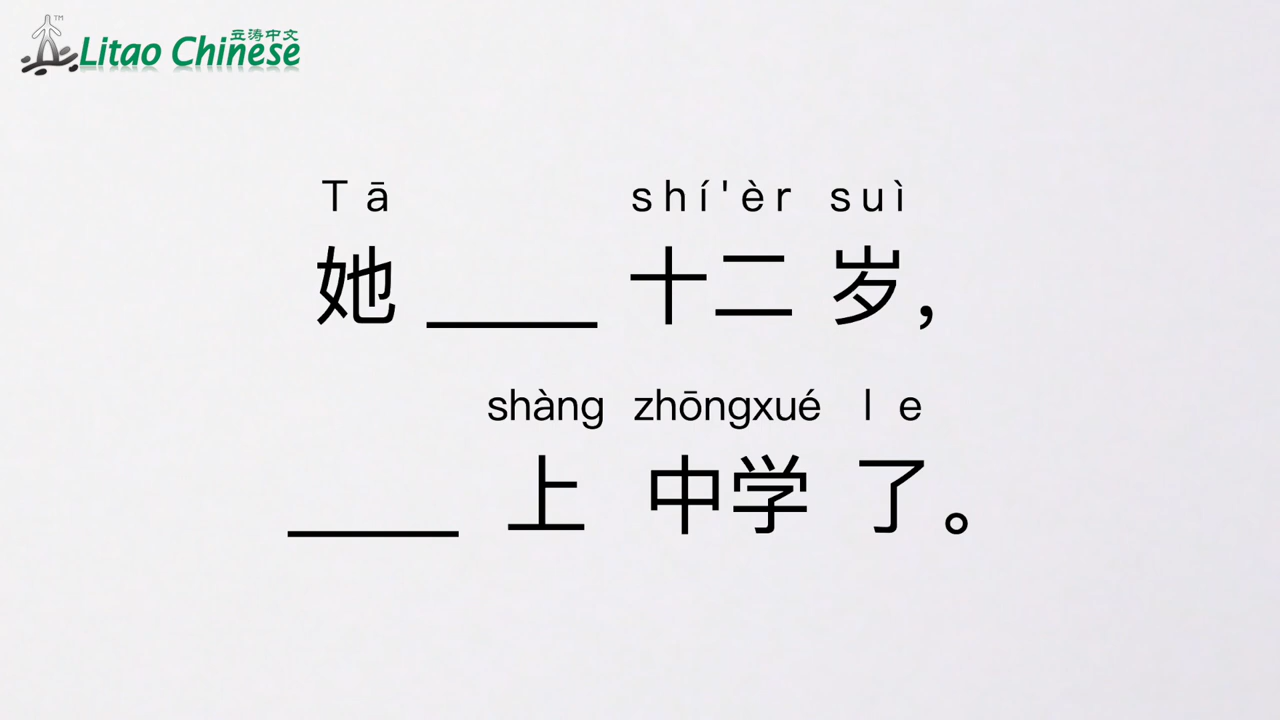 立涛中文
Litao Chinese
TM
Tā shí'èr suì
她 ____ 十二 岁，
shàng zhōngxué le
____ 上 中学 了。